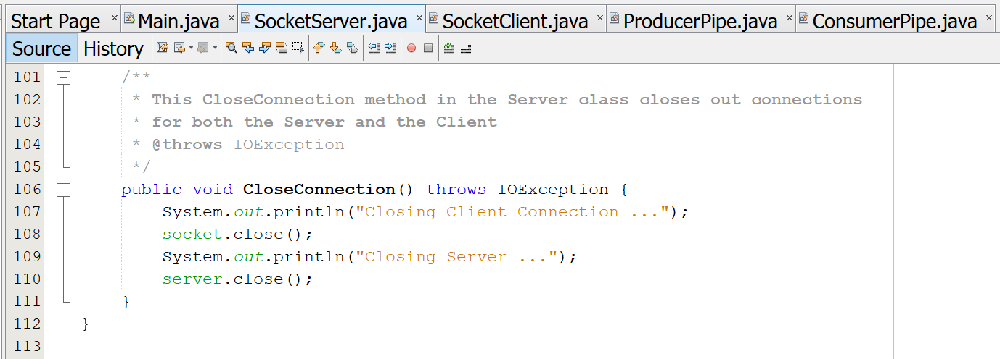 Start Page Main.java SocketServer.java SocketClient.java ProducerPipe.java ConsumerPipe.java
Source History
101 /**
102 * This CloseConnection method in the Server class closes out connections
103 * for both the Server and the Client
104 * @throws IOException
105 */
106 public void CloseConnection() throws IOException {
107 System.out.println("Closing Client Connection ...");
108 socket.close();
109 System.out.println("Closing Server ...");
110 server.close();
111 }
112 }
113